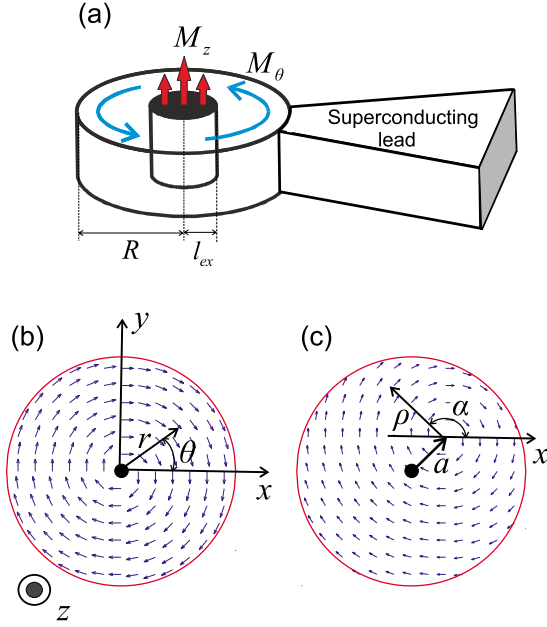 (a)
M_z
M_θ
Superconducting
lead
R
l_ex
(b)
y
r
θ
x
z
(c)
ρ
α
a
x